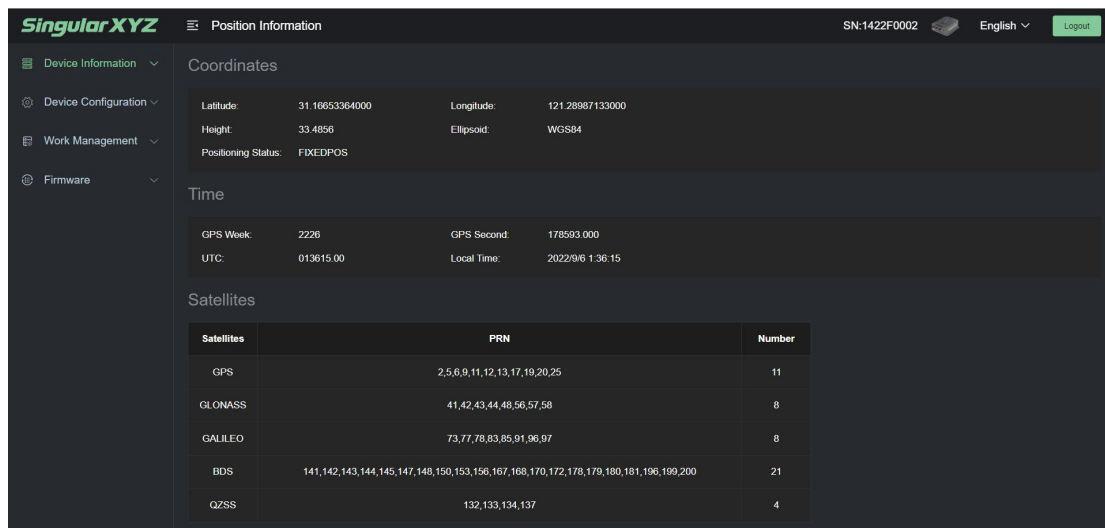 SingularXYZ Position Information SN:1422F0002 English Logout
Device Information
Device Configuration
Work Management
Firmware
Coordinates
Latitude: 31.16653364000 Longitude: 121.28987133000
Height: 33.4856 Ellipsoid: WGS84
Positioning Status: FIXEDPOS
Time
GPS Week: 2226 GPS Second: 178593.000
UTC: 013615.00 Local Time: 2022/9/6 1:36:15
Satellites
Satellites PRN Number
GPS 2,5,6,9,11,12,13,17,19,20,25 11
GLONASS 41,42,43,44,48,56,57,58 8
GALILEO 73,77,78,83,85,91,96,97 8
BDS 141,142,143,144,145,147,148,150,153,156,167,168,170,172,178,179,180,181,196,199,200 21
QZSS 132,133,134,137 4